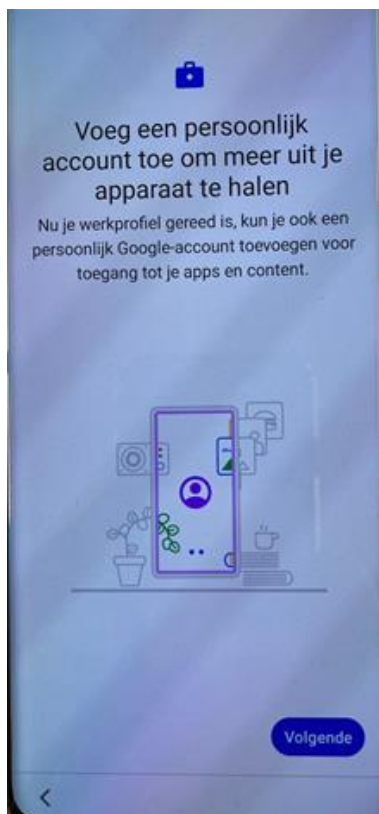 Voeg een persoonlijk
account toe om meer uit je
apparaat te halen
Nu je werkprofiel gereed is, kun je ook een
persoonlijk Google-account toevoegen voor
toegang tot je apps en content.
Volgende